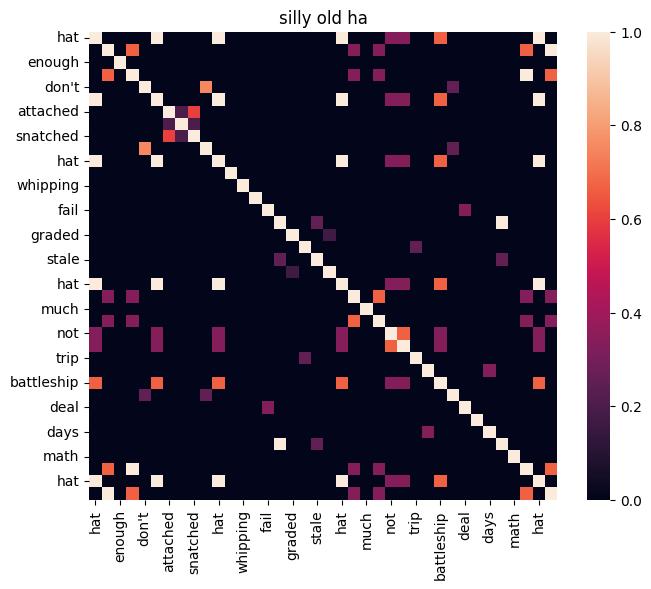 silly old ha
hat
enough
don't
attached
snatched
hat
whipping
fail
graded
stale
hat
much
not
trip
battleship
deal
days
math
hat
1.0
0.8
0.6
0.4
0.2
0.0
hat
enough
don't
attached
snatched
hat
whipping
fail
graded
stale
hat
much
not
trip
battleship
deal
days
math
hat